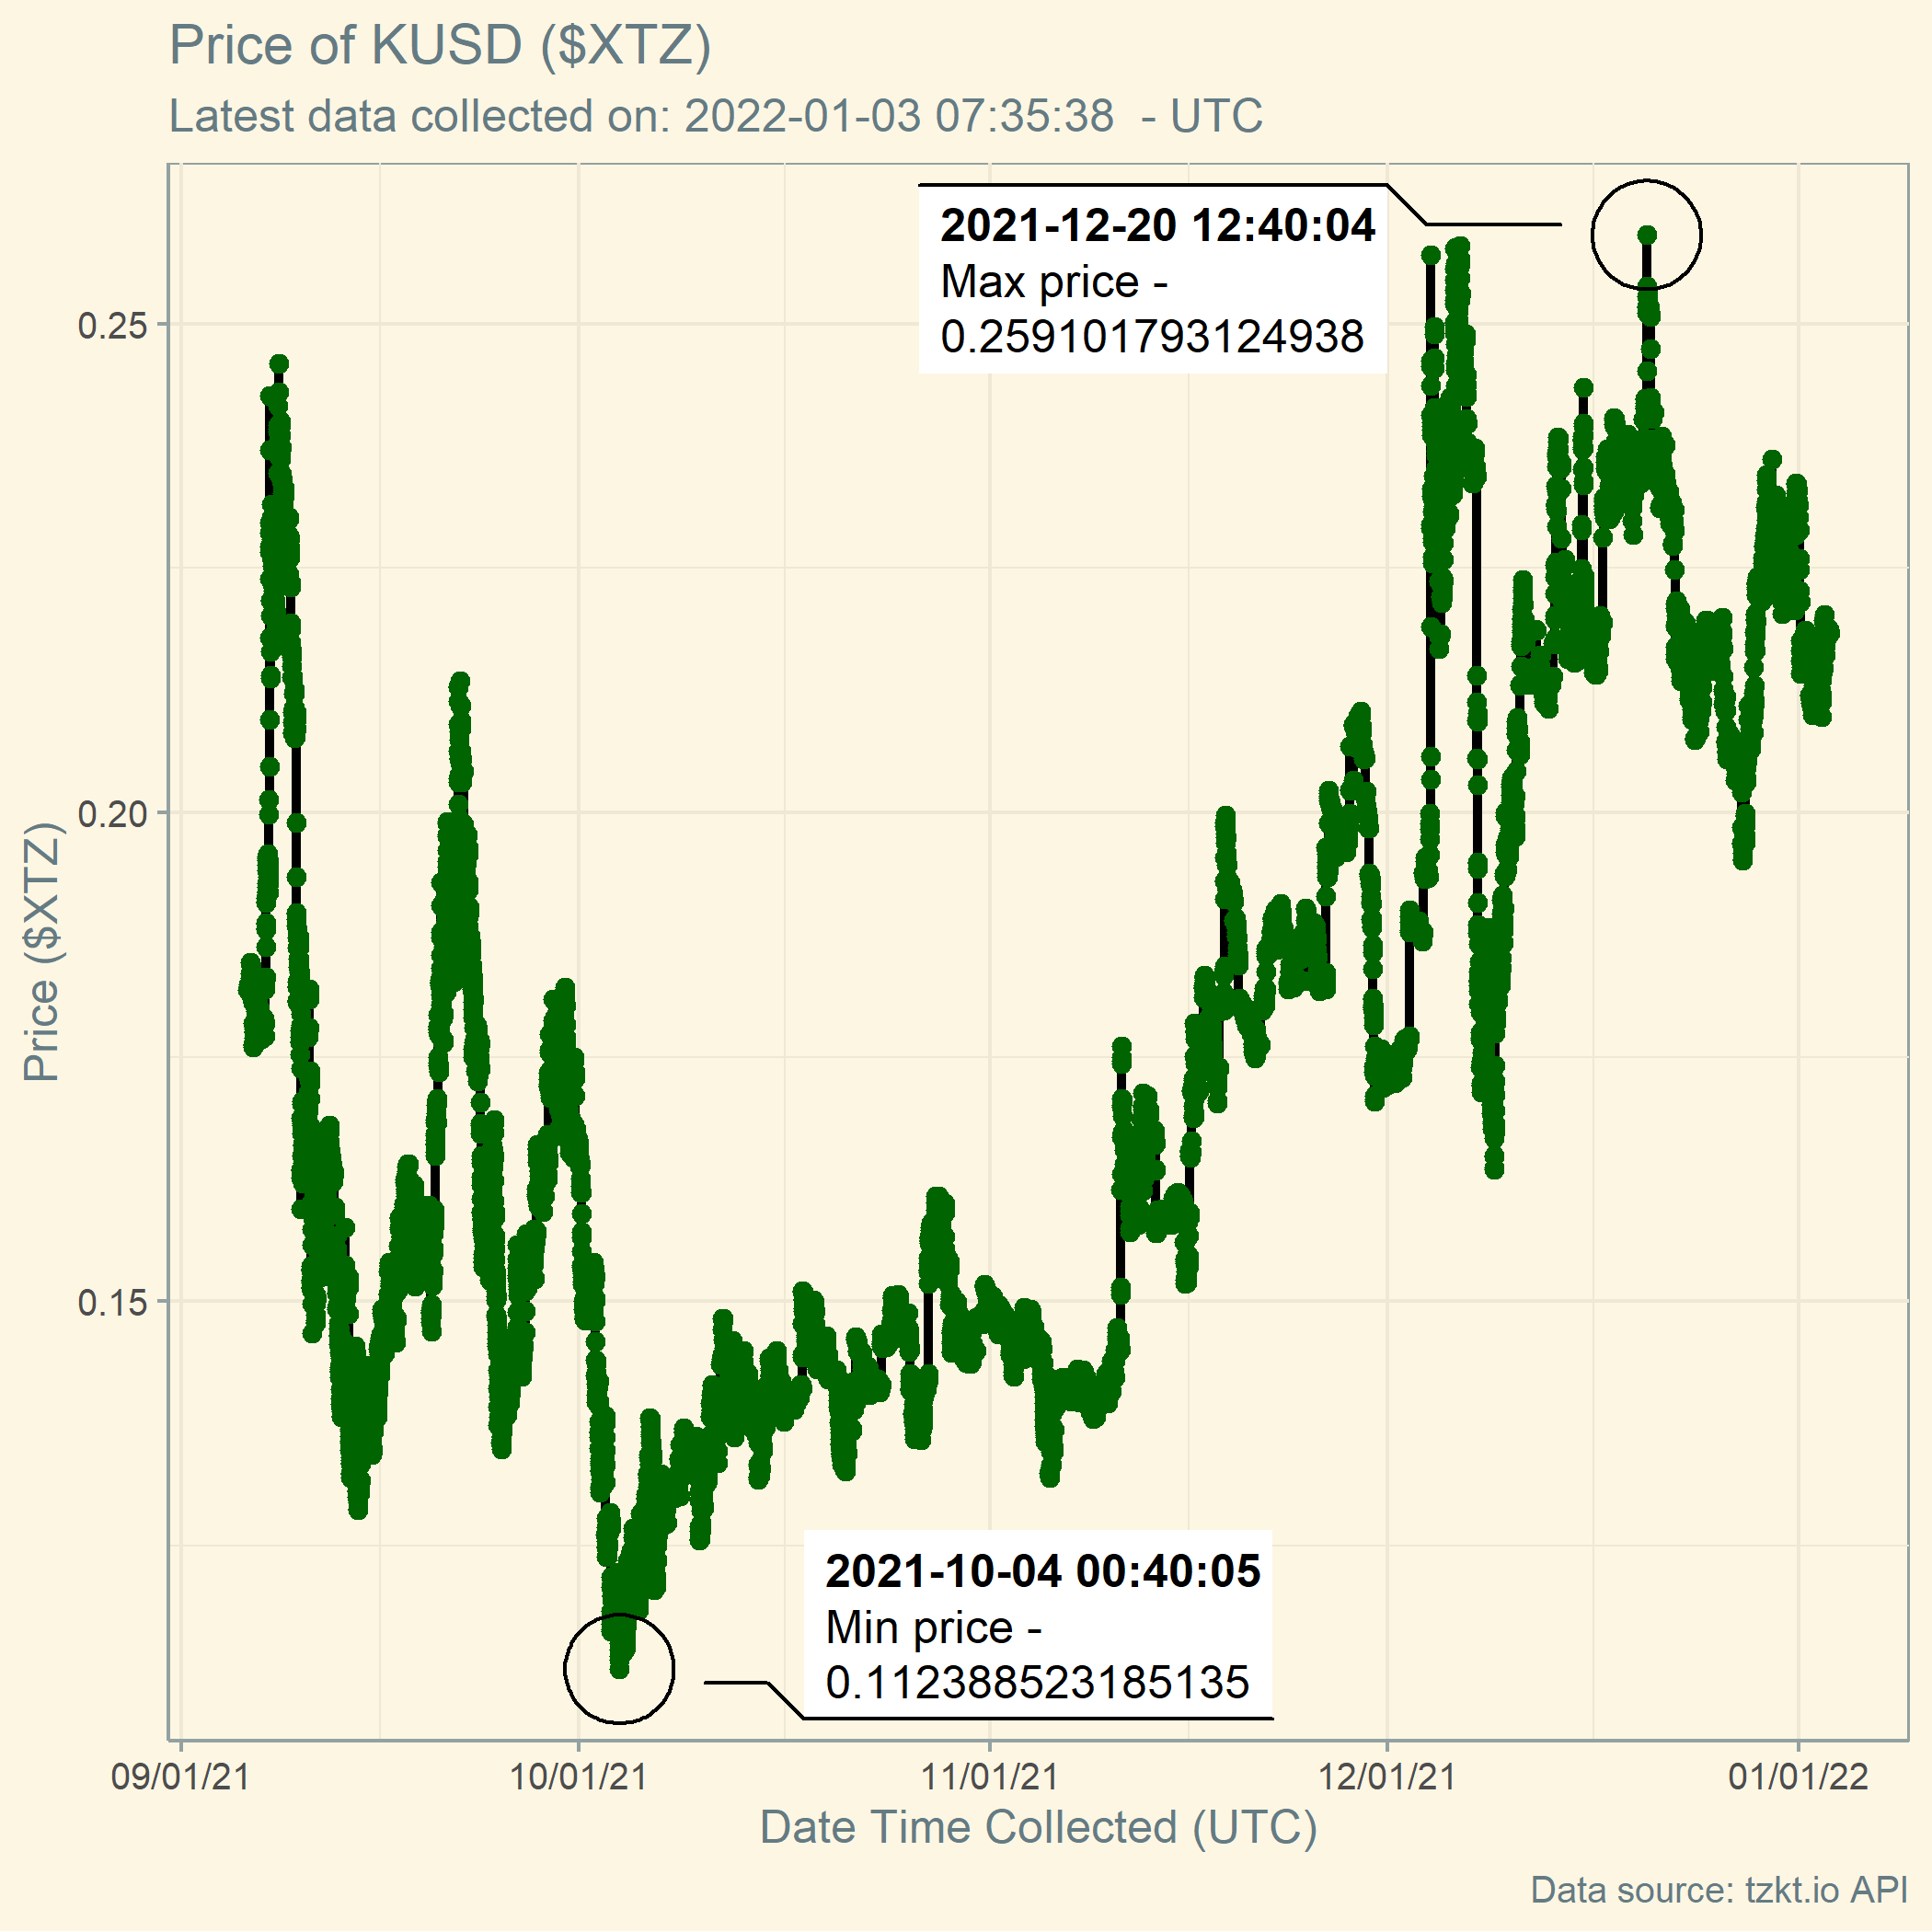 Price of KUSD ($XTZ)
Latest data collected on: 2022-01-03 07:35:38  - UTC
2021-12-20 12:40:04
Max price -
0.259101793124938
0.25
0.20
0.15
Price ($XTZ)
2021-10-04 00:40:05
Min price -
0.112388523185135
09/01/21
10/01/21
11/01/21
12/01/21
01/01/22
Date Time Collected (UTC)
Data source: tzkt.io API